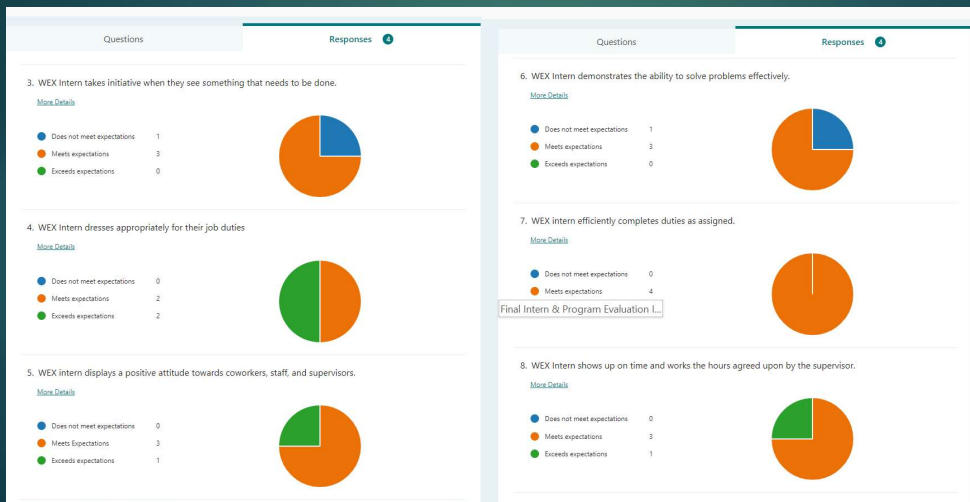 Questions
Responses 4
3. WEX Intern takes initiative when they see something that needs to be done.
More Details
Does not meet expectations 1
Meets expectations 3
Exceeds expectations 0
4. WEX Intern dresses appropriately for their job duties
More Details
Does not meet expectations 0
Meets expectations 2
Exceeds expectations 2
5. WEX intern displays a positive attitude towards coworkers, staff, and supervisors.
More Details
Does not meet expectations 0
Meets Expectations 3
Exceeds expectations 1
Questions
Responses 4
6. WEX Intern demonstrates the ability to solve problems effectively.
More Details
Does not meet expectations 1
Meets expectations 3
Exceeds expectations 0
7. WEX intern efficiently completes duties as assigned.
More Details
Does not meet expectations 0
Meets expectations 4
Final Intern & Program Evaluation I...
8. WEX Intern shows up on time and works the hours agreed upon by the supervisor.
More Details
Does not meet expectations 0
Meets expectations 3
Exceeds expectations 1